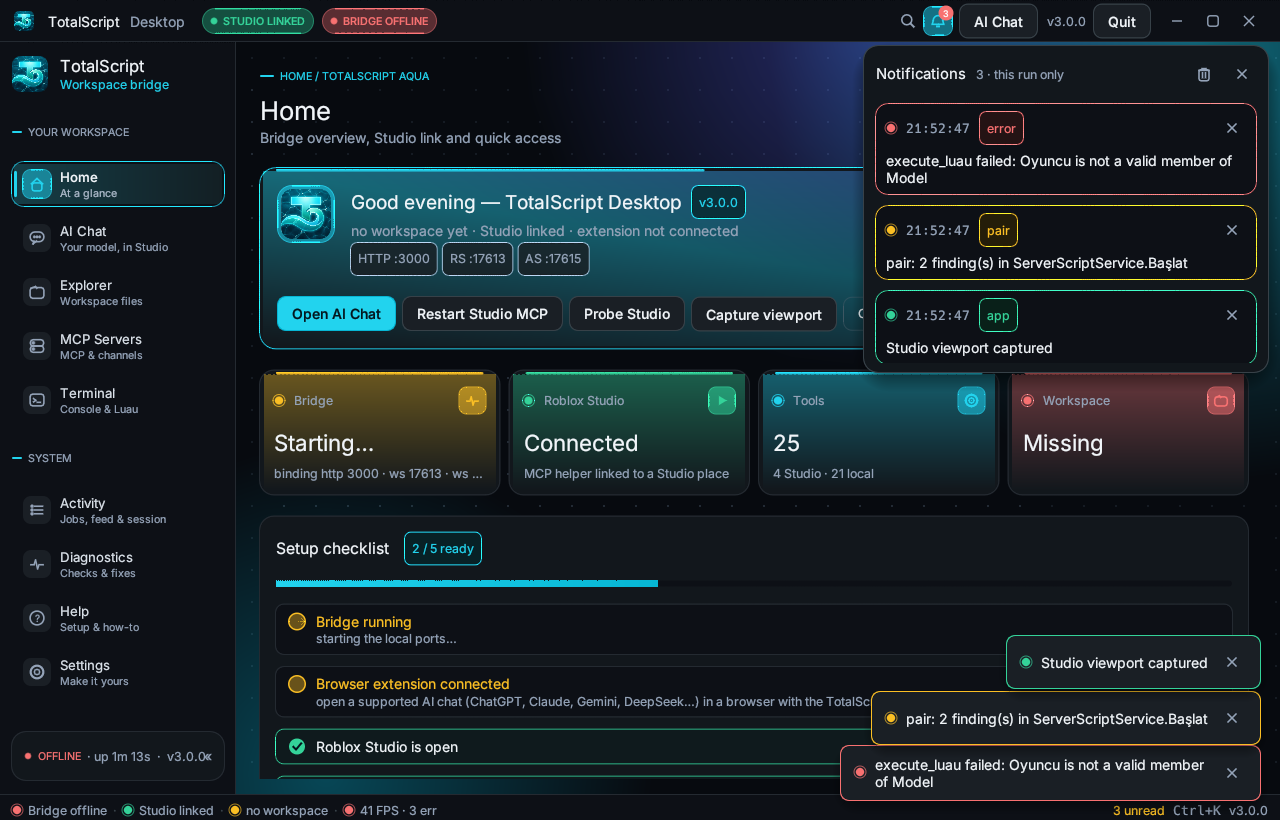 TotalScript Desktop STUDIO LINKED BRIDGE OFFLINE 3 AI Chat v3.0.0 Quit
TotalScript
Workspace bridge
YOUR WORKSPACE
Home
At a glance
AI Chat
Your model, in Studio
Explorer
Workspace files
MCP Servers
MCP & channels
Terminal
Console & Luau
SYSTEM
Activity
Jobs, feed & session
Diagnostics
Checks & fixes
Help
Setup & how-to
Settings
Make it yours
OFFLINE · up 1m 13s · v3.0.0«
HOME / TOTALSCRIPT AQUA
Home
Bridge overview, Studio link and quick access
Good evening — TotalScript Desktop v3.0.0
no workspace yet · Studio linked · extension not connected
HTTP :3000 RS :17613 AS :17615
Open AI Chat Restart Studio MCP Probe Studio Capture viewport
Notifications 3 · this run only
21:52:47 error
execute_luau failed: Oyuncu is not a valid member of
Model
21:52:47 pair
pair: 2 finding(s) in ServerScriptService.Başlat
21:52:47 app
Studio viewport captured
Bridge
Starting...
binding http 3000 · ws 17613 · ws ...
Roblox Studio
Connected
MCP helper linked to a Studio place
Tools
25
4 Studio · 21 local
Workspace
Missing
Setup checklist 2 / 5 ready
Bridge running
starting the local ports...
Browser extension connected
open a supported AI chat (ChatGPT, Claude, Gemini, DeepSeek...) in a browser with the TotalSc
Roblox Studio is open
Studio viewport captured
pair: 2 finding(s) in ServerScriptService.Başlat
execute_luau failed: Oyuncu is not a valid member
of Model
Bridge offline · Studio linked · no workspace · 41 FPS · 3 err
3 unread Ctrl+K v3.0.0